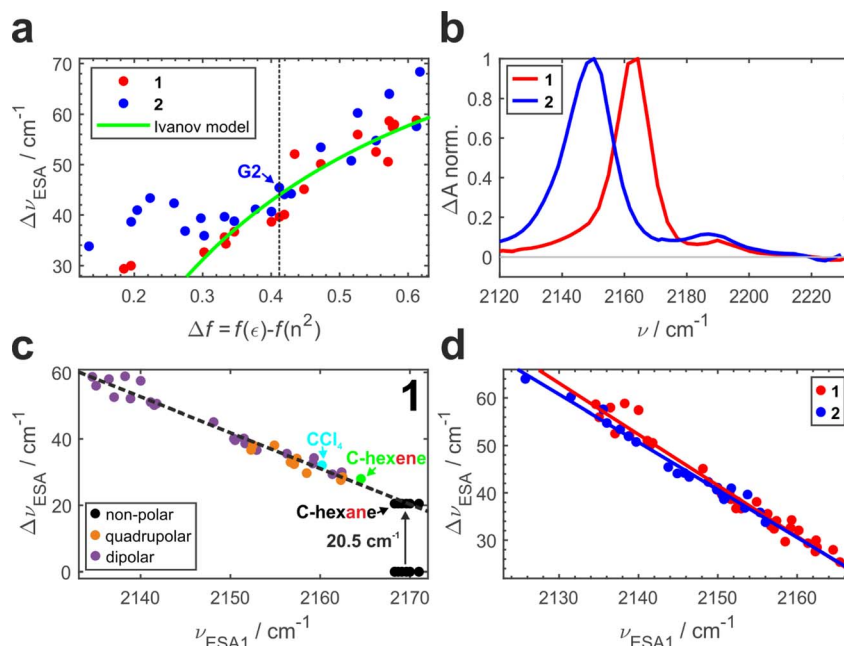 a
70
60
50
40
30
Δν_ESA / cm⁻¹
1
2
Ivanov model
G2
0.2 0.3 0.4 0.5 0.6
Δf = f(ϵ)-f(n²)
b
1
0.8
0.6
0.4
0.2
0
ΔA norm.
1
2
2120 2140 2160 2180 2200 2220
ν / cm⁻¹
c
60
40
20
0
Δν_ESA / cm⁻¹
1
CCl₄
C-hexene
C-hexane
20.5 cm⁻¹
non-polar
quadrupolar
dipolar
2140 2150 2160 2170
ν_ESA1 / cm⁻¹
d
60
50
40
30
Δν_ESA / cm⁻¹
1
2
2130 2140 2150 2160
ν_ESA1 / cm⁻¹